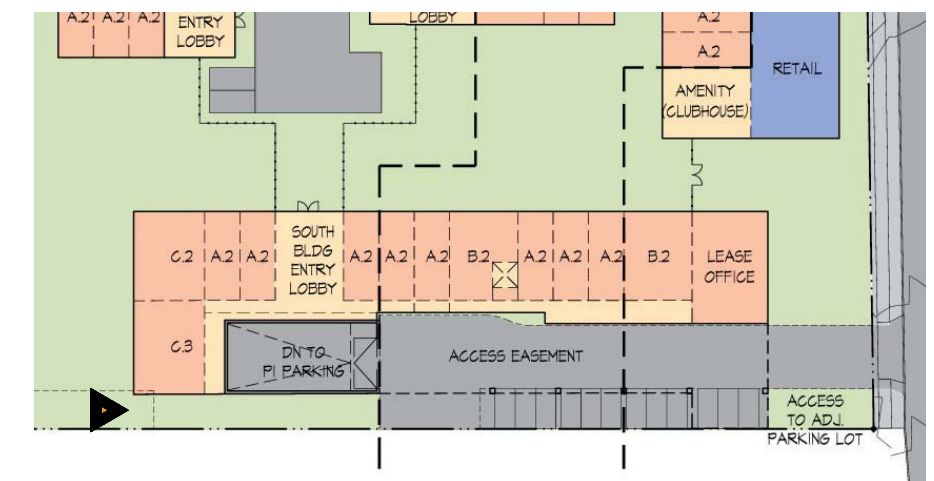 A.2 A.2 A.2
ENTRY
LOBBY
LOBBY
A.2
A.2
RETAIL
AMENITY
(CLUBHOUSE)
SOUTH
BLDG
ENTRY
LOBBY
C.2 A.2 A.2 A.2 A.2 A.2 B.2 A.2 A.2 A.2 B.2
LEASE
OFFICE
C.3
DN TO
P1 PARKING
ACCESS EASEMENT
ACCESS
TO ADJ.
PARKING LOT